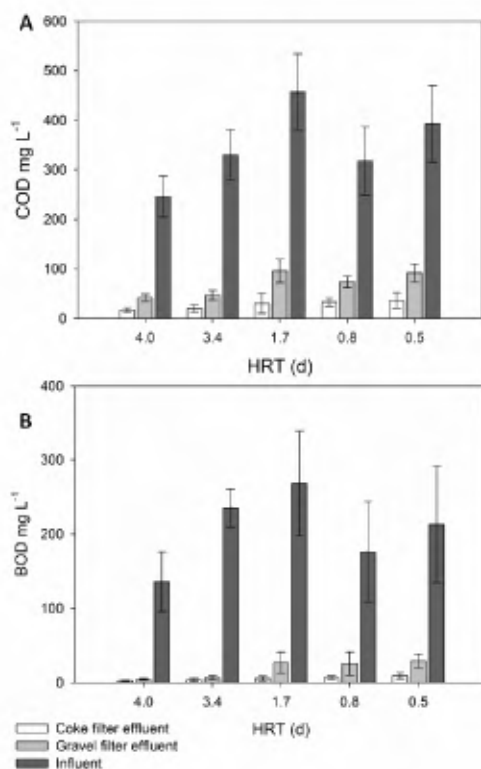 A
600
500
400
300
200
100
0
COD mg L⁻¹
4.0 3.4 1.7 0.8 0.5
HRT (d)
B
400
300
200
100
0
BOD mg L⁻¹
4.0 3.4 1.7 0.8 0.5
HRT (d)
Coke filter effluent
Gravel filter effluent
Influent